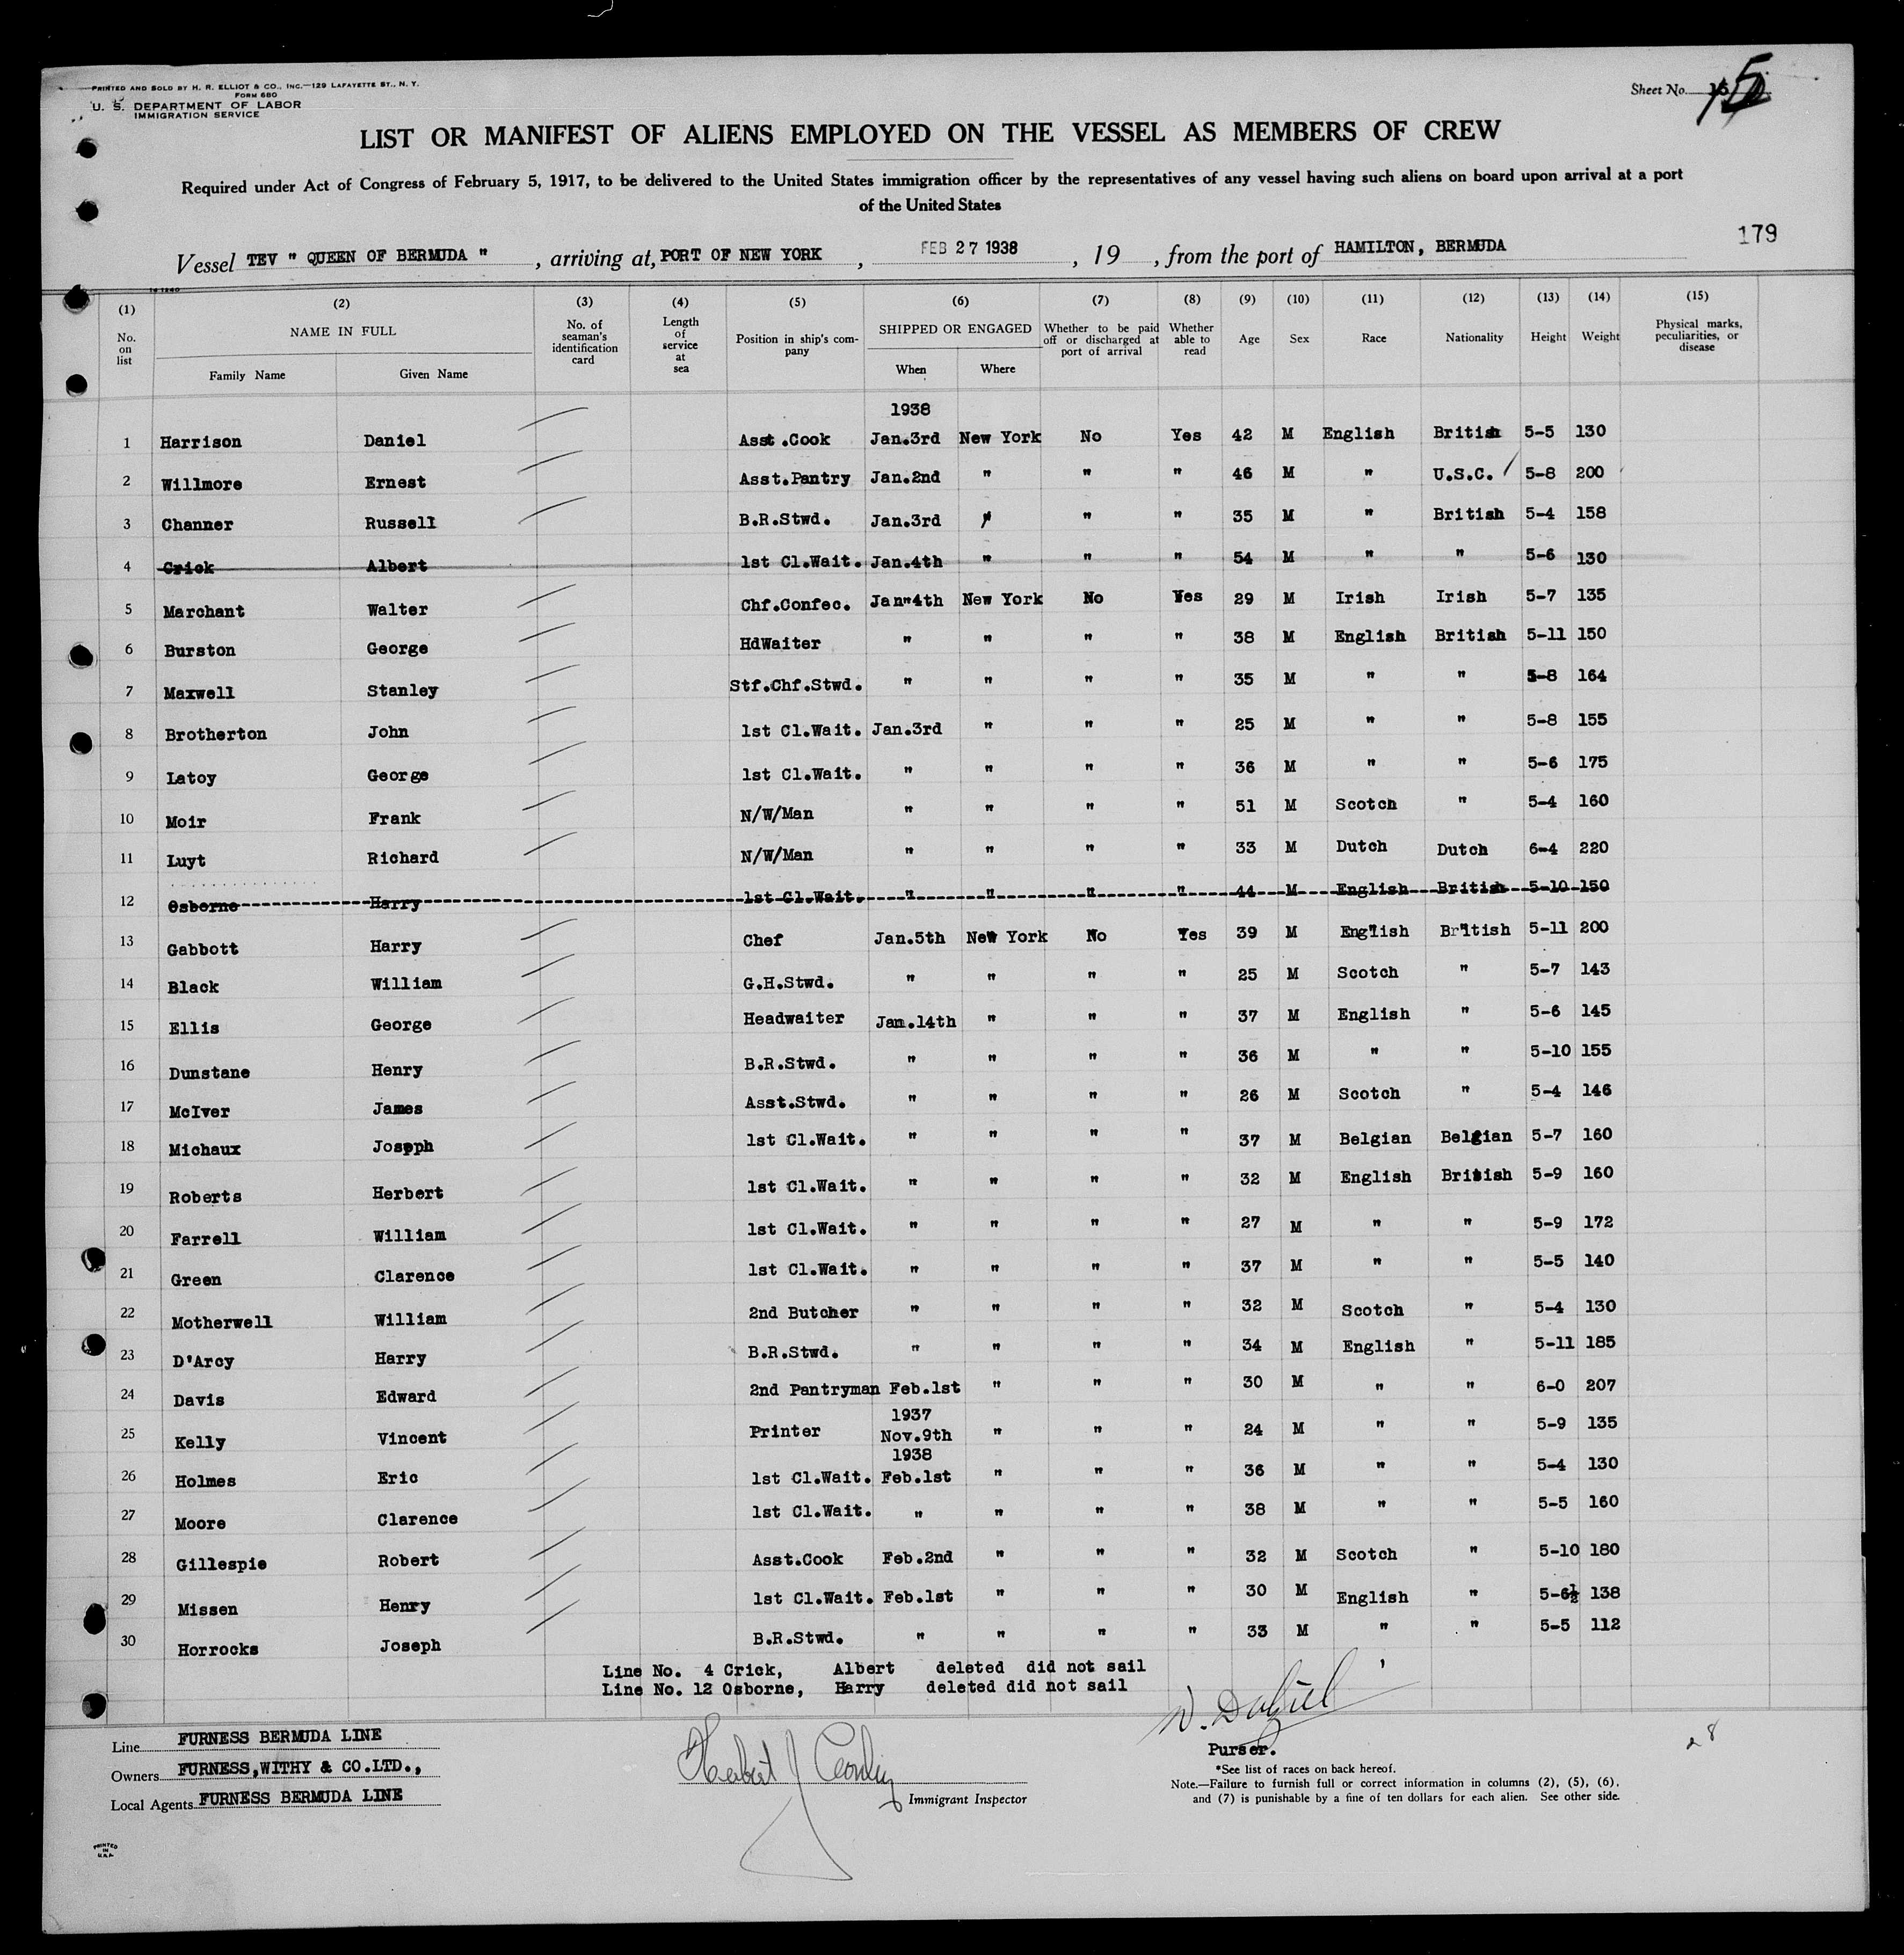 PRINTED AND SOLD BY H. R. ELLIOT & CO., INC.—129 LAFAYETTE ST., N. Y.
FORM 680
U. S. DEPARTMENT OF LABOR
IMMIGRATION SERVICE
Sheet No.
LIST OR MANIFEST OF ALIENS EMPLOYED ON THE VESSEL AS MEMBERS OF CREW
Required under Act of Congress of February 5, 1917, to be delivered to the United States immigration officer by the representatives of any vessel having such aliens on board upon arrival at a port
of the United States
179
Vessel TEV " QUEEN OF BERMUDA " , arriving at, PORT OF NEW YORK , FEB 27 1938 , 19 , from the port of HAMILTON, BERMUDA
(1) (2) (3) (4) (5) (6) (7) (8) (9) (10) (11) (12) (13) (14) (15)
No. on list NAME IN FULL No. of seaman's identification card Length of service at sea Position in ship's company SHIPPED OR ENGAGED Whether to be paid off or discharged at port of arrival Whether able to read Age Sex Race Nationality Height Weight Physical marks, peculiarities, or disease
Family Name Given Name When Where
1938
1 Harrison Daniel Asst.Cook Jan.3rd New York No Yes 42 M English British 5-5 130
2 Willmore Ernest Asst.Pantry Jan.2nd " " " 46 M " U.S.C. 5-8 200
3 Channer Russell B.R.Stwd. Jan.3rd " " " 35 M " British 5-4 158
4 Crick Albert 1st Cl.Wait. Jan.4th " " " 54 M " " 5-6 130
5 Marchant Walter Chf.Confec. Jan"4th New York No Yes 29 M Irish Irish 5-7 135
6 Burston George HdWaiter " " " " 38 M English British 5-11 150
7 Maxwell Stanley Stf.Chf.Stwd. " " " " 35 M " " 5-8 164
8 Brotherton John 1st Cl.Wait. Jan.3rd " " " 25 M " " 5-8 155
9 Latoy George 1st Cl.Wait. " " " " 36 M " " 5-6 175
10 Moir Frank N/W/Man " " " " 51 M Scotch " 5-4 160
11 Luyt Richard N/W/Man " " " " 33 M Dutch Dutch 6-4 220
12 Osborne Harry 1st Cl.Wait. " " " " 44 M English British 5-10 150
13 Gabbott Harry Chef Jan.5th New York No Yes 39 M English British 5-11 200
14 Black William G.H.Stwd. " " " " 25 M Scotch " 5-7 143
15 Ellis George Headwaiter Jan.14th " " " 37 M English " 5-6 145
16 Dunstane Henry B.R.Stwd. " " " " 36 M " " 5-10 155
17 McIver James Asst.Stwd. " " " " 26 M Scotch " 5-4 146
18 Michaux Joseph 1st Cl.Wait. " " " " 37 M Belgian Belgian 5-7 160
19 Roberts Herbert 1st Cl.Wait. " " " " 32 M English British 5-9 160
20 Farrell William 1st Cl.Wait. " " " " 27 M " " 5-9 172
21 Green Clarence 1st Cl.Wait. " " " " 37 M " " 5-5 140
22 Motherwell William 2nd Butcher " " " " 32 M Scotch " 5-4 130
23 D'Arcy Harry B.R.Stwd. " " " " 34 M English " 5-11 185
24 Davis Edward 2nd Pantryman Feb.1st " " " 30 M " " 6-0 207
1937
25 Kelly Vincent Printer Nov.9th " " " 24 M " " 5-9 135
1938
26 Holmes Eric 1st Cl.Wait. Feb.1st " " " 36 M " " 5-4 130
27 Moore Clarence 1st Cl.Wait. " " " " 38 M " " 5-5 160
28 Gillespie Robert Asst.Cook Feb.2nd " " " 32 M Scotch " 5-10 180
29 Missen Henry 1st Cl.Wait. Feb.1st " " " 30 M English " 5-6½ 138
30 Horrocks Joseph B.R.Stwd. " " " " 33 M " " 5-5 112
Line No. 4 Crick, Albert deleted did not sail
Line No. 12 Osborne, Harry deleted did not sail
Line FURNESS BERMUDA LINE
Owners FURNESS,WITHY & CO.LTD.,
Local Agents FURNESS BERMUDA LINE
Herbert J
Immigrant Inspector
Purser.
*See list of races on back hereof.
Note.—Failure to furnish full or correct information in columns (2), (5), (6),
and (7) is punishable by a fine of ten dollars for each alien. See other side.
28
PRINTED
IN
U.S.A.